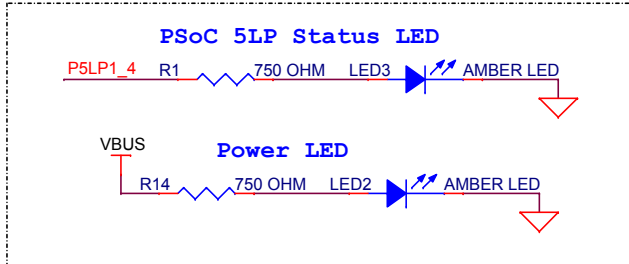 PSoC 5LP Status LED
P5LP1_4 R1 750 OHM LED3 AMBER LED
Power LED
VBUS
R14 750 OHM LED2 AMBER LED